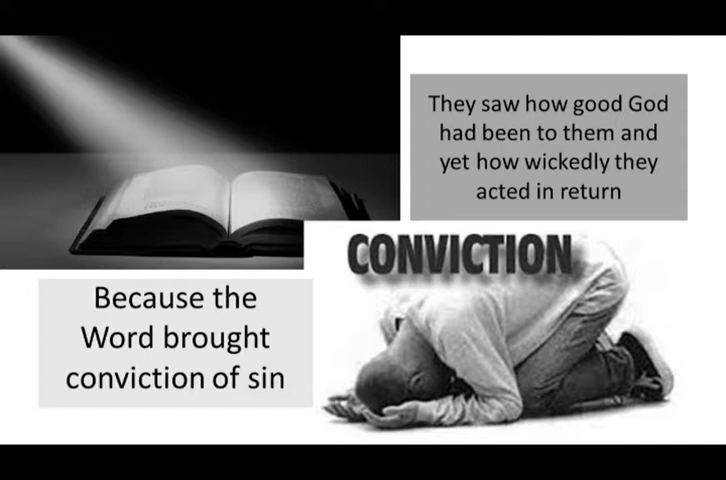 They saw how good God
had been to them and
yet how wickedly they
acted in return
CONVICTION
Because the
Word brought
conviction of sin